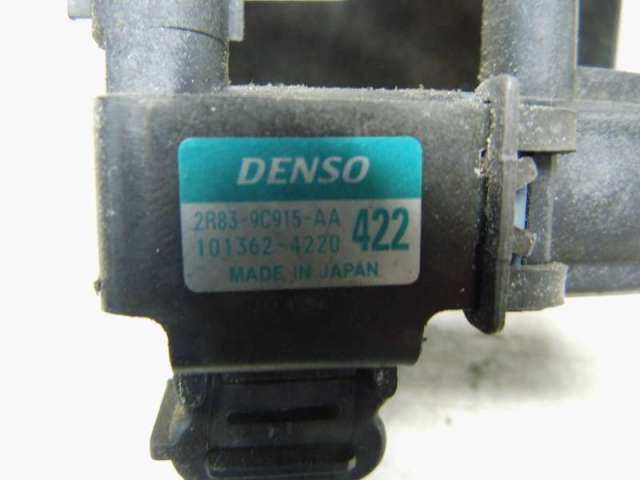 DENSO
2R83-9C915-AA
101362-4220 422
MADE IN JAPAN